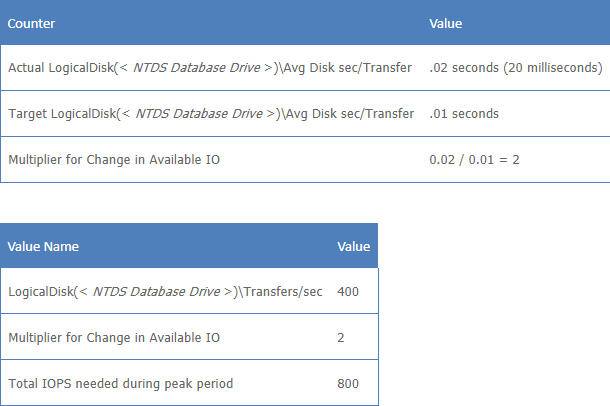 Counter Value
Actual LogicalDisk(< NTDS Database Drive >)\Avg Disk sec/Transfer .02 seconds (20 milliseconds)
Target LogicalDisk(< NTDS Database Drive >)\Avg Disk sec/Transfer .01 seconds
Multiplier for Change in Available IO 0.02 / 0.01 = 2
Value Name Value
LogicalDisk(< NTDS Database Drive >)\Transfers/sec 400
Multiplier for Change in Available IO 2
Total IOPS needed during peak period 800